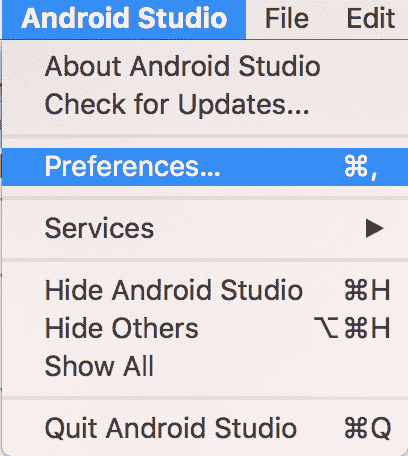 Android Studio File Edit
About Android Studio
Check for Updates...
Preferences... ⌘,
Services ▶
Hide Android Studio ⌘H
Hide Others ⌥⌘H
Show All
Quit Android Studio ⌘Q